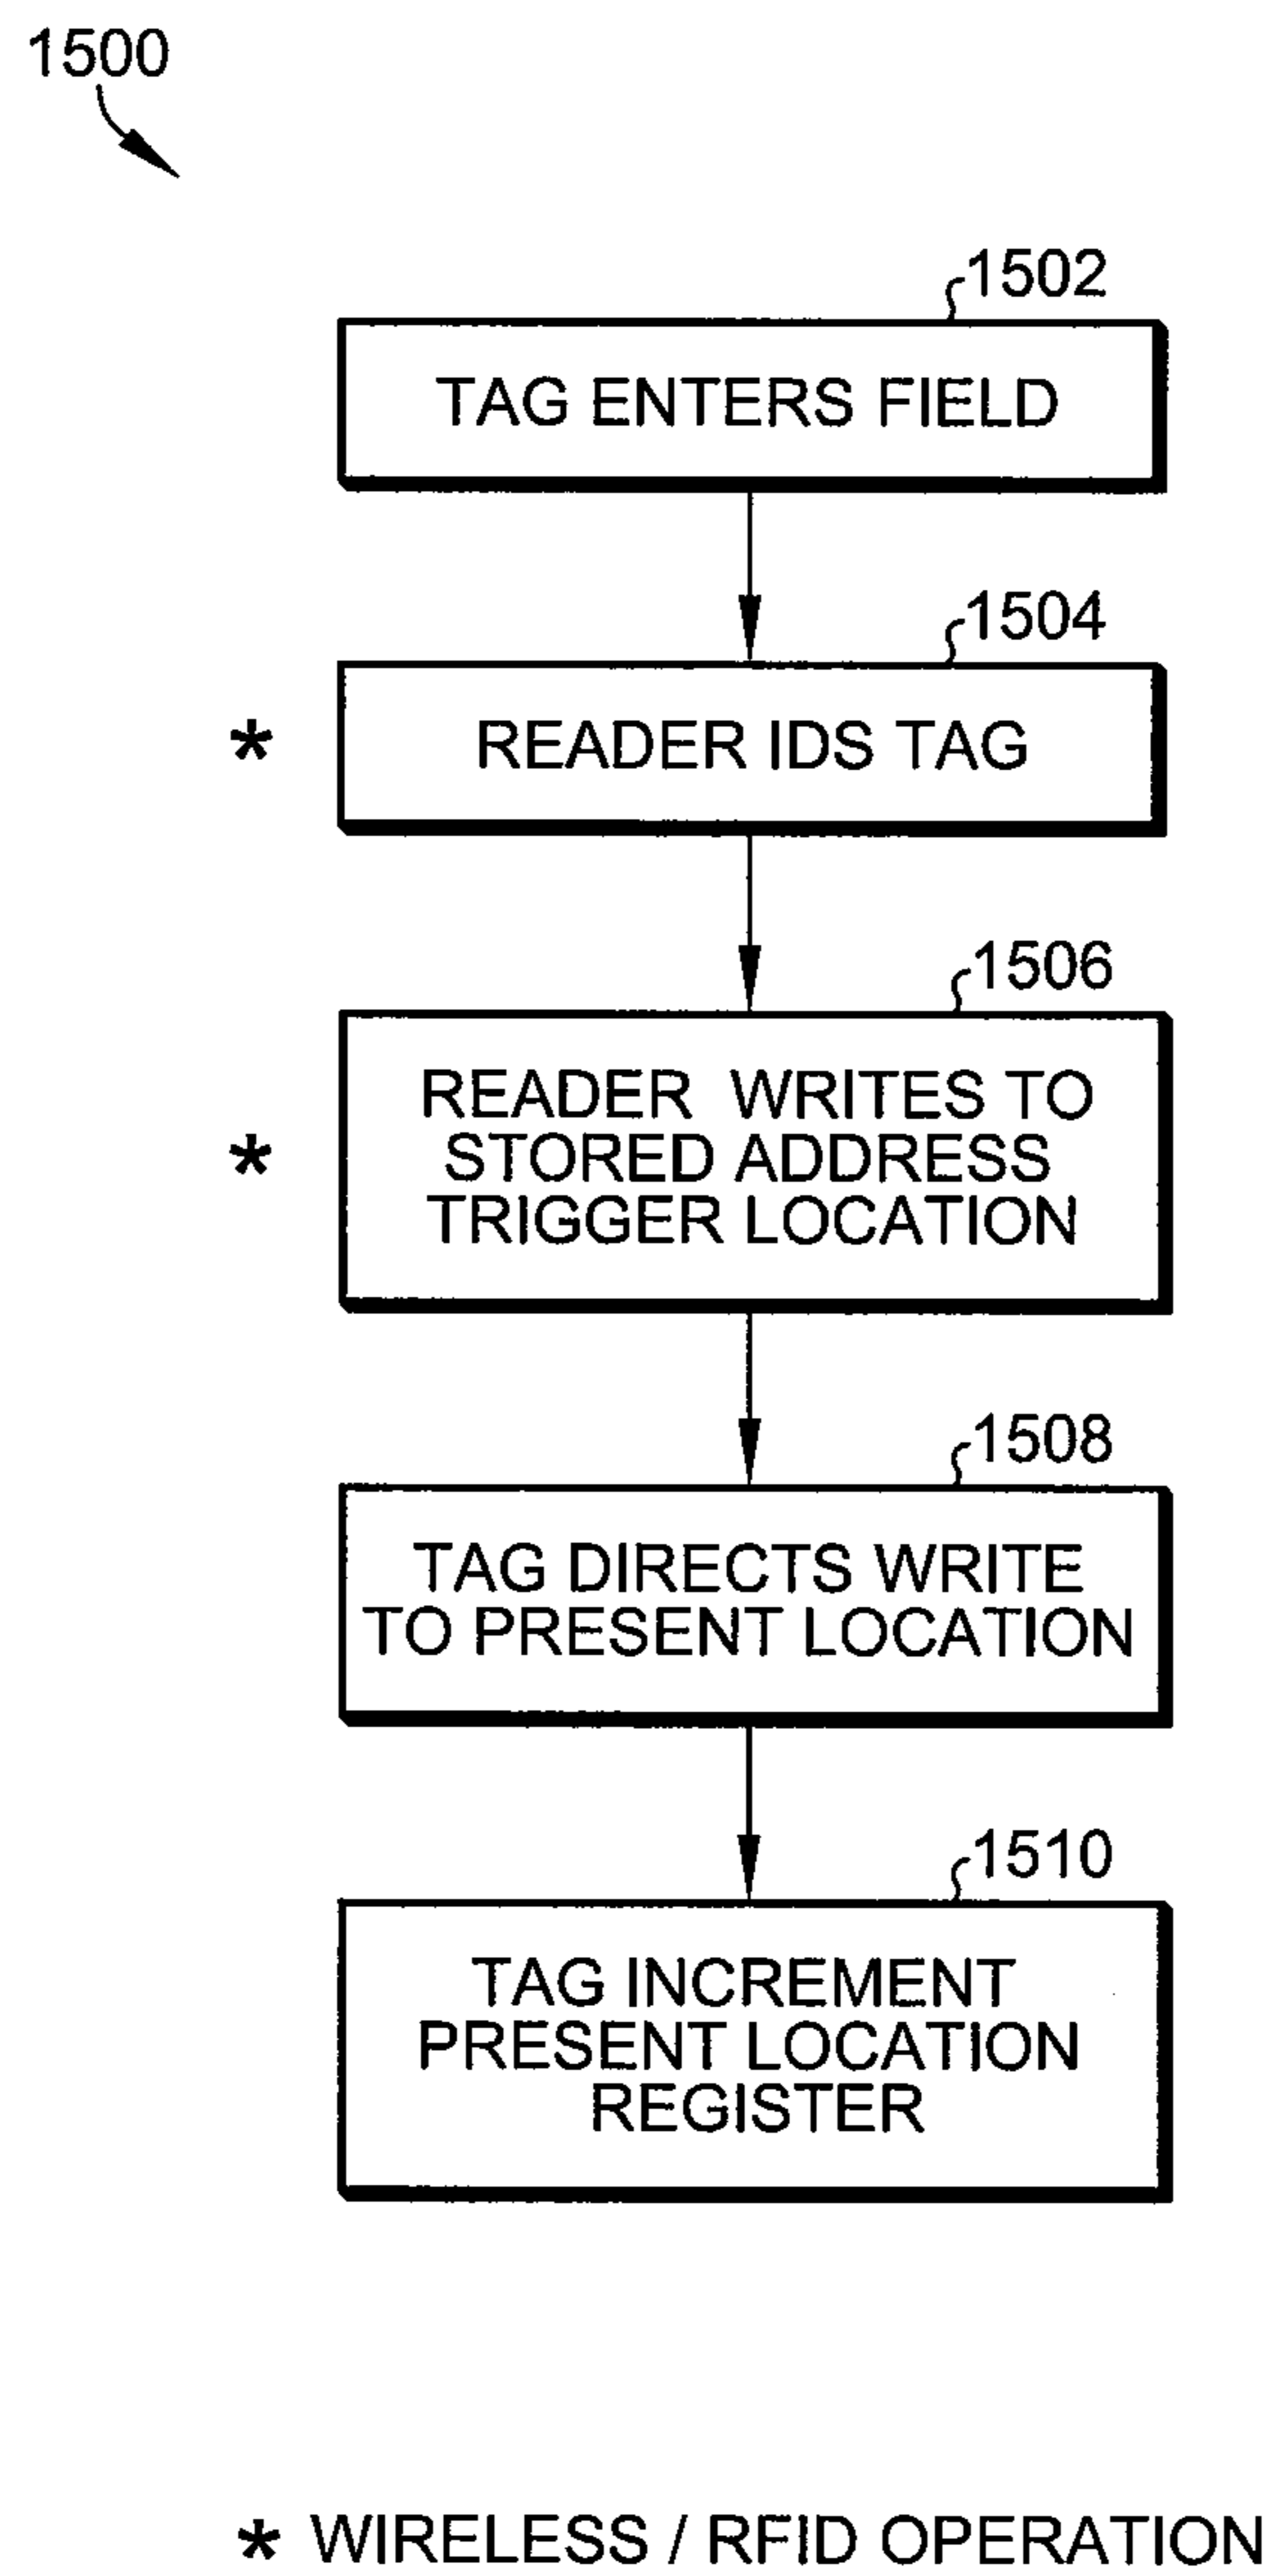 1500
1502
TAG ENTERS FIELD
1504
* READER IDS TAG
1506
READER WRITES TO
* STORED ADDRESS
TRIGGER LOCATION
1508
TAG DIRECTS WRITE
TO PRESENT LOCATION
1510
TAG INCREMENT
PRESENT LOCATION
REGISTER
* WIRELESS / RFID OPERATION